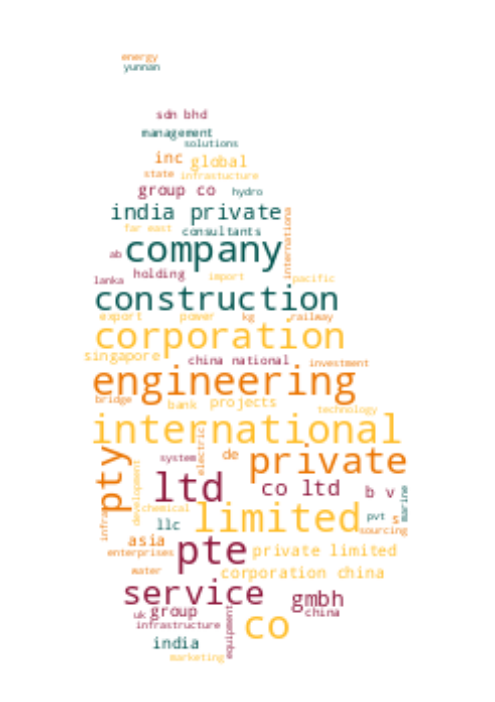 energy
yunnan
sdn bhd
management
solutions
inc global
state infrastucture
group co hydro
india private
far east consultants
internationa
ab company
holding import pacific
lanka
construction
export power kg railway
corporation
singapore china national investment
engineering
bridge bank projects technology
international
electric
system de private
pty
development
ltd co ltd b v
marine
chemical limited pvt s
infra
llc sourcing
asia pte private limited
enterprises
water corporation china
service gmbh
uk group china
infrastructure co
equipment
india
marketing